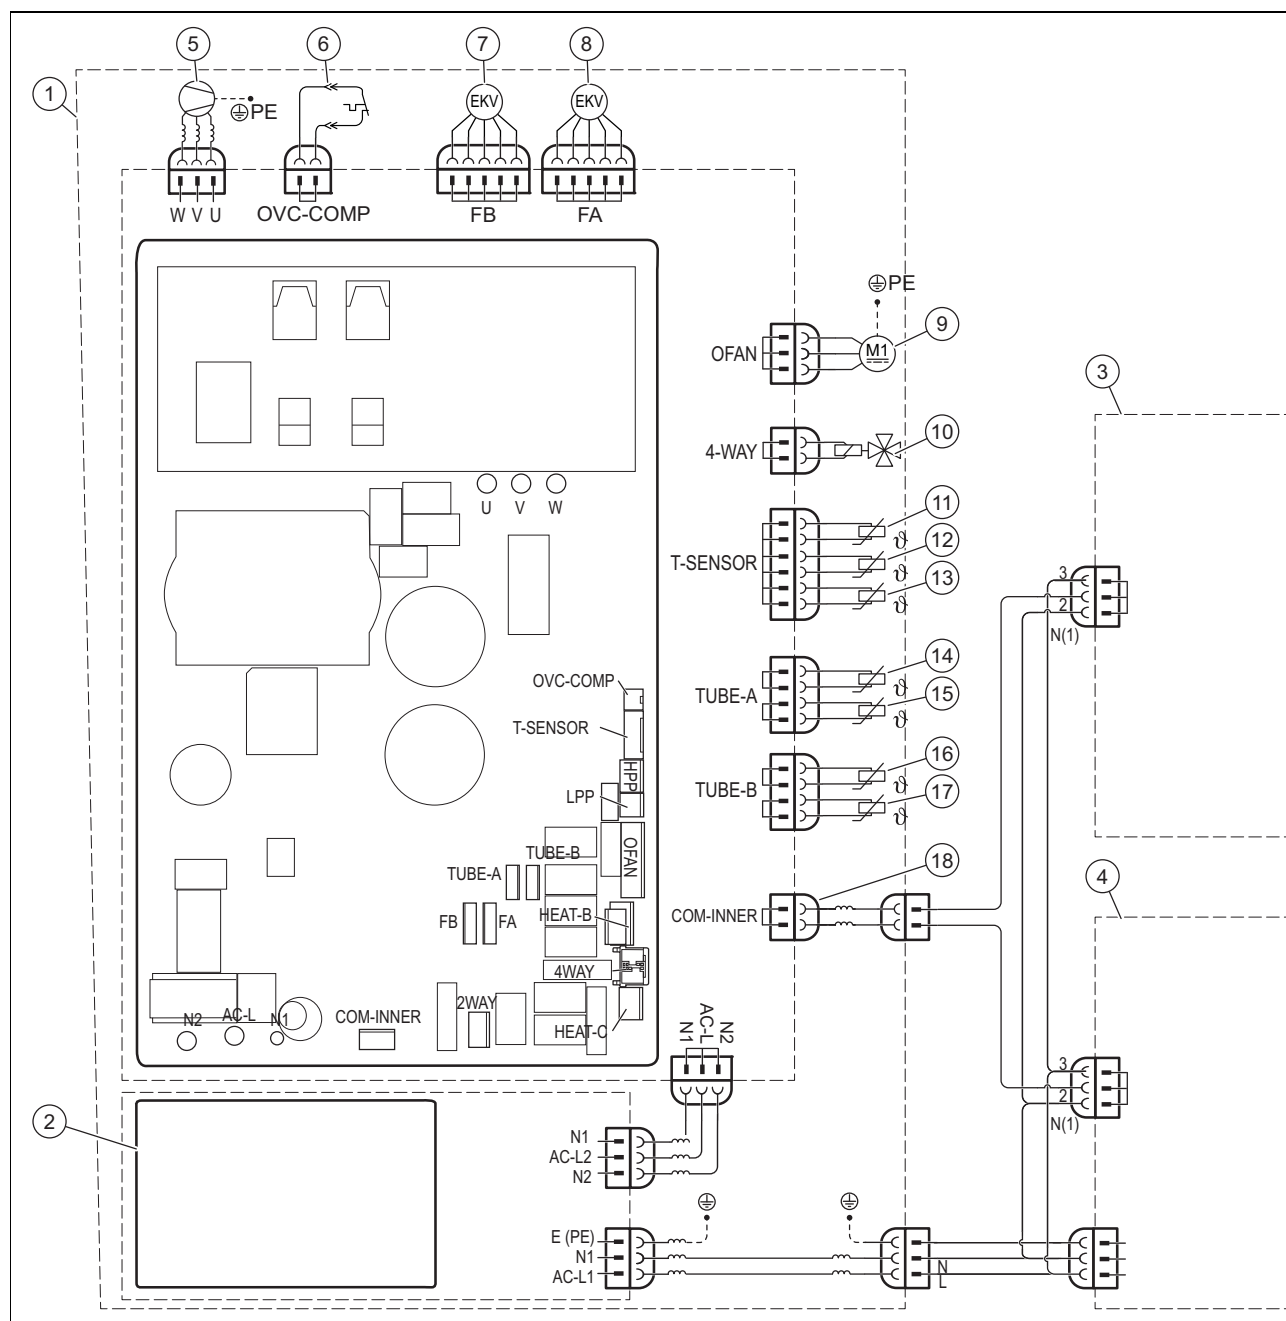 5
6
7
8
1
EKV
EKV
PE
W V U
OVC-COMP
FB
FA
PE
OFAN
M1
9
3
4-WAY
10
U
V
W
T-SENSOR
11
ϑ
12
ϑ
13
ϑ
3
2
N(1)
OVC-COMP
T-SENSOR
HPP
LPP
TUBE-A
14
ϑ
15
ϑ
TUBE-B
16
ϑ
17
ϑ
TUBE-B
TUBE-A
OFAN
FB
FA
HEAT-B
COM-INNER
18
4
4WAY
2WAY
HEAT-C
N2
AC-L
N1
COM-INNER
N1
AC-L
N2
3
2
N(1)
2
N1
AC-L2
N2
E (PE)
N1
AC-L1
N
L